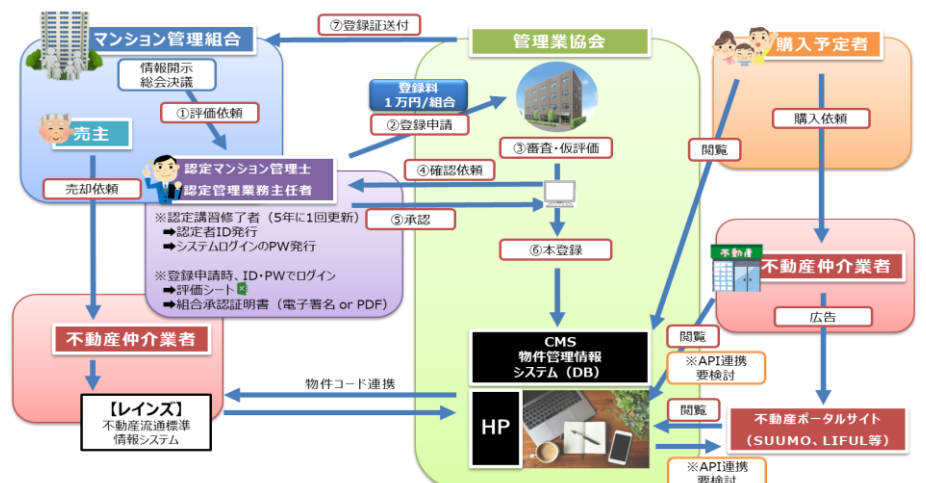 ⑦登録証送付
マンション管理組合
管理業協会
購入予定者
情報開示
総会決議
登録料
1万円/組合
①評価依頼
②登録申請
購入依頼
売主
③審査・仮評価
閲覧
認定マンション管理士
認定管理業務主任者
④確認依頼
売却依頼
⑤承認
※認定講習修了者(5年に1回更新)
➡認定者ID発行
➡システムログインのPW発行
⑥本登録
不動産
不動産仲介業者
※登録申請時、ID・PWでログイン
➡評価シート
➡組合承認証明書(電子署名 or PDF)
広告
不動産仲介業者
CMS
物件管理情報
システム(DB)
閲覧
※API連携
要検討
物件コード連携
【レインズ】
不動産流通標準
情報システム
HP
閲覧
不動産ポータルサイト
(SUUMO、LIFUL等)
※API連携
要検討